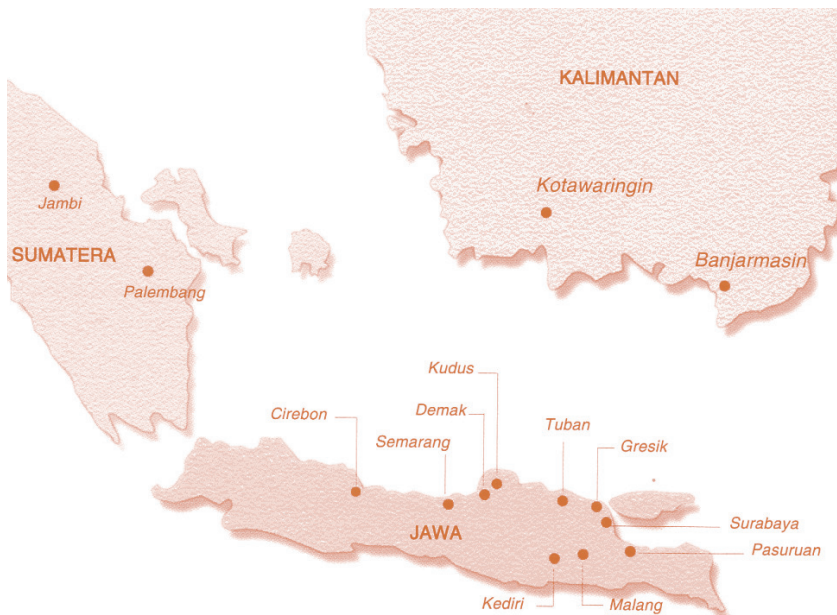 KALIMANTAN
Kotawaringin
Jambi
SUMATERA
Banjarmasin
Palembang
Kudus
Cirebon
Demak
Tuban
Semarang
Gresik
Surabaya
JAWA
Pasuruan
Kediri
Malang